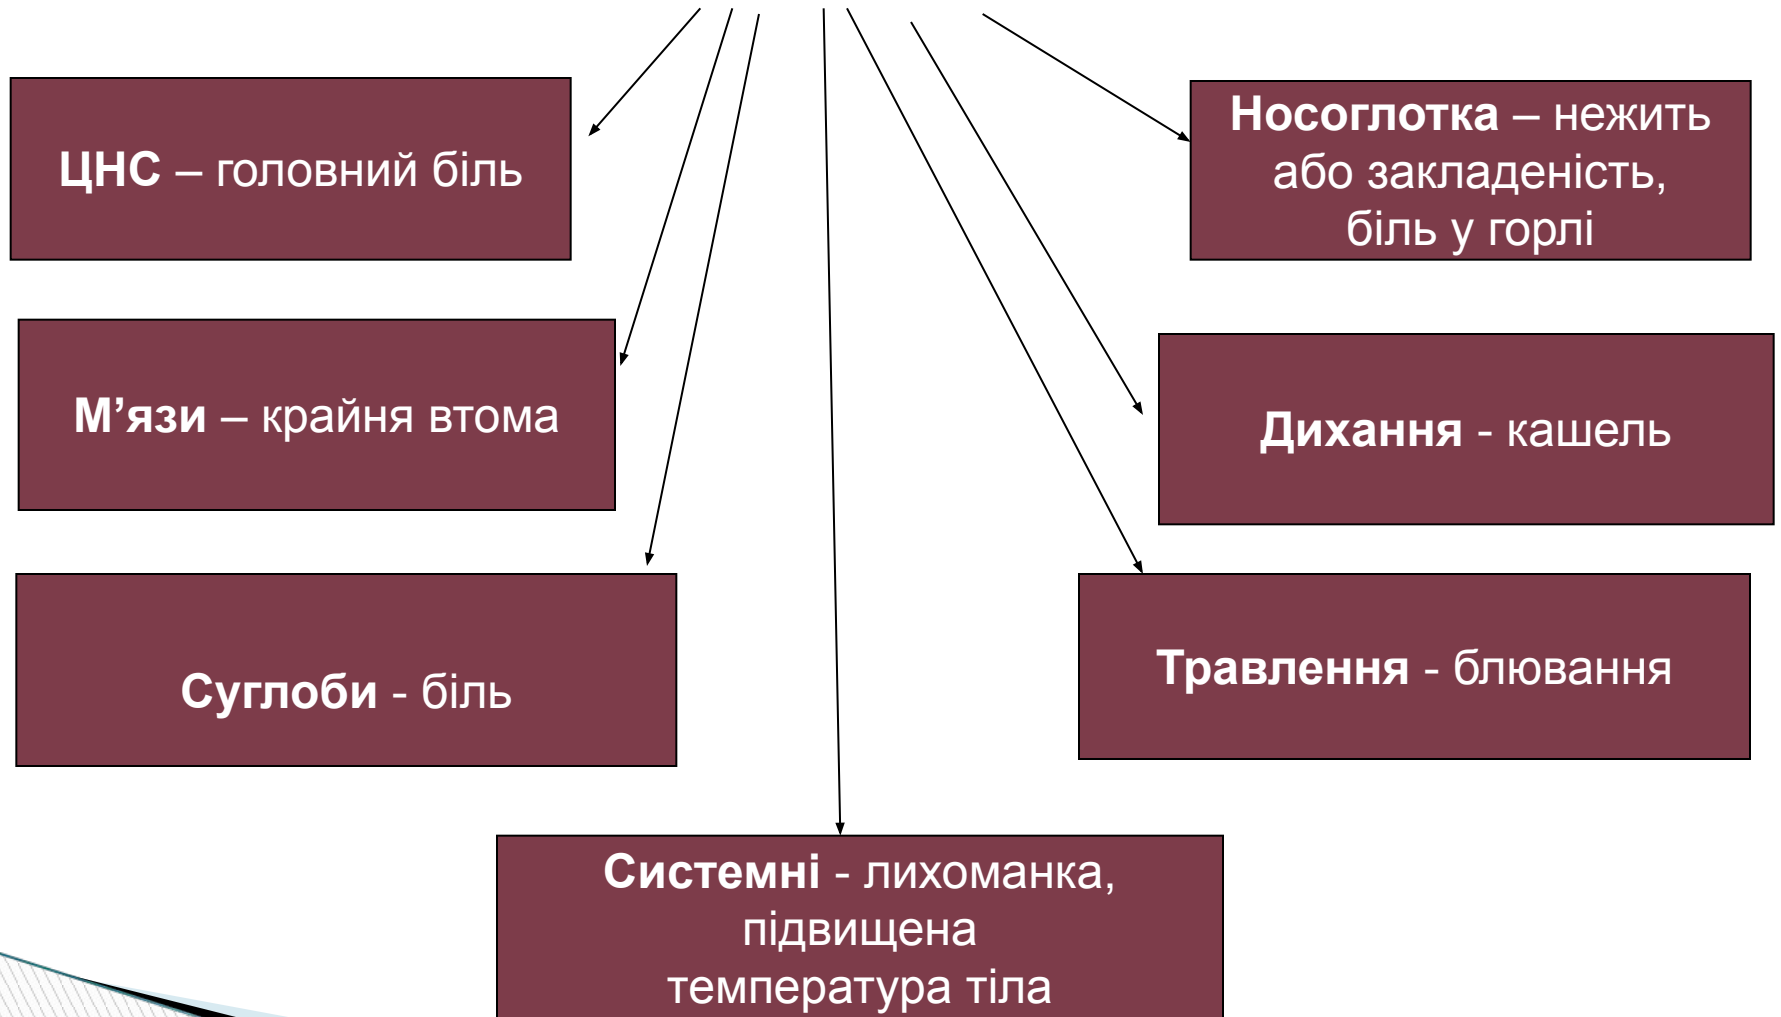 ЦНС – головний біль
Носоглотка – нежить
або закладеність,
біль у горлі
М’язи – крайня втома
Дихання - кашель
Суглоби - біль
Травлення - блювання
Системні - лихоманка,
підвищена
температура тіла